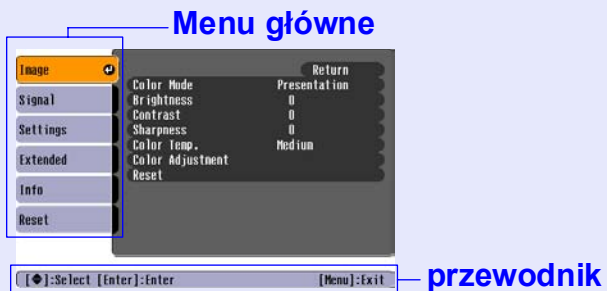 Menu główne
Image
Signal
Settings
Extended
Info
Reset
Return
Color Mode Presentation
Brightness 0
Contrast 0
Sharpness 0
Color Temp. Medium
Color Adjustment
Reset
[◆]:Select [Enter]:Enter [Menu]:Exit
przewodnik